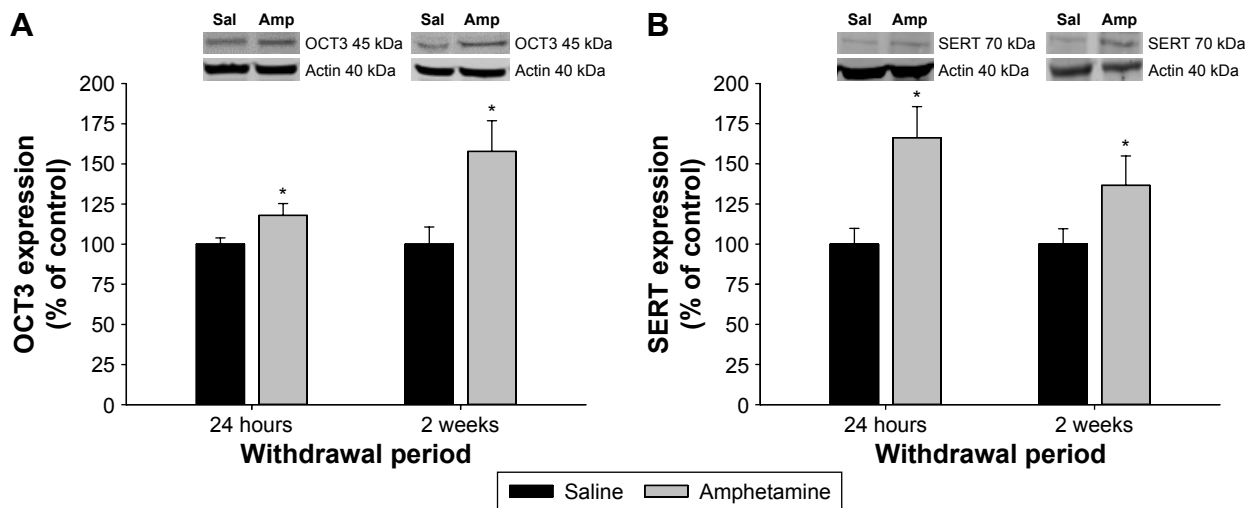 A
Sal Amp
OCT3 45 kDa
Actin 40 kDa
Sal Amp
OCT3 45 kDa
Actin 40 kDa
OCT3 expression
(% of control)
200
175
150
125
100
75
50
25
0
*
*
24 hours
2 weeks
Withdrawal period
B
Sal Amp
SERT 70 kDa
Actin 40 kDa
Sal Amp
SERT 70 kDa
Actin 40 kDa
SERT expression
(% of control)
200
175
150
125
100
75
50
25
0
*
*
24 hours
2 weeks
Withdrawal period
Saline
Amphetamine